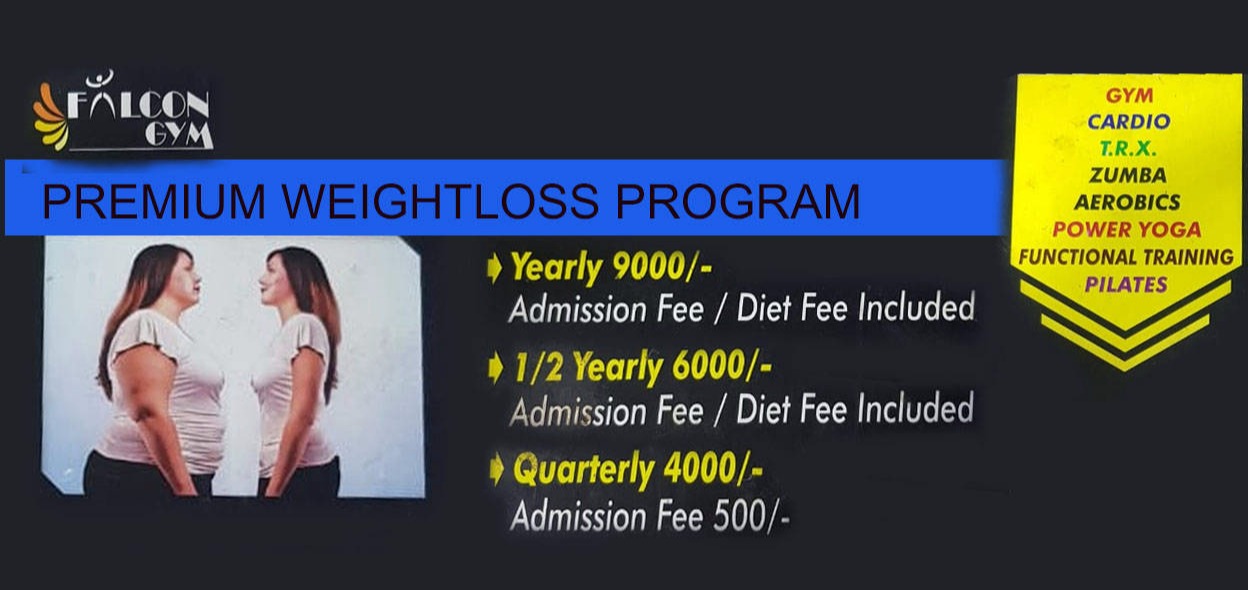 FALCON
GYM
PREMIUM WEIGHTLOSS PROGRAM
Yearly 9000/-
Admission Fee / Diet Fee Included
1/2 Yearly 6000/-
Admission Fee / Diet Fee Included
Quarterly 4000/-
Admission Fee 500/-
GYM
CARDIO
T.R.X.
ZUMBA
AEROBICS
POWER YOGA
FUNCTIONAL TRAINING
PILATES